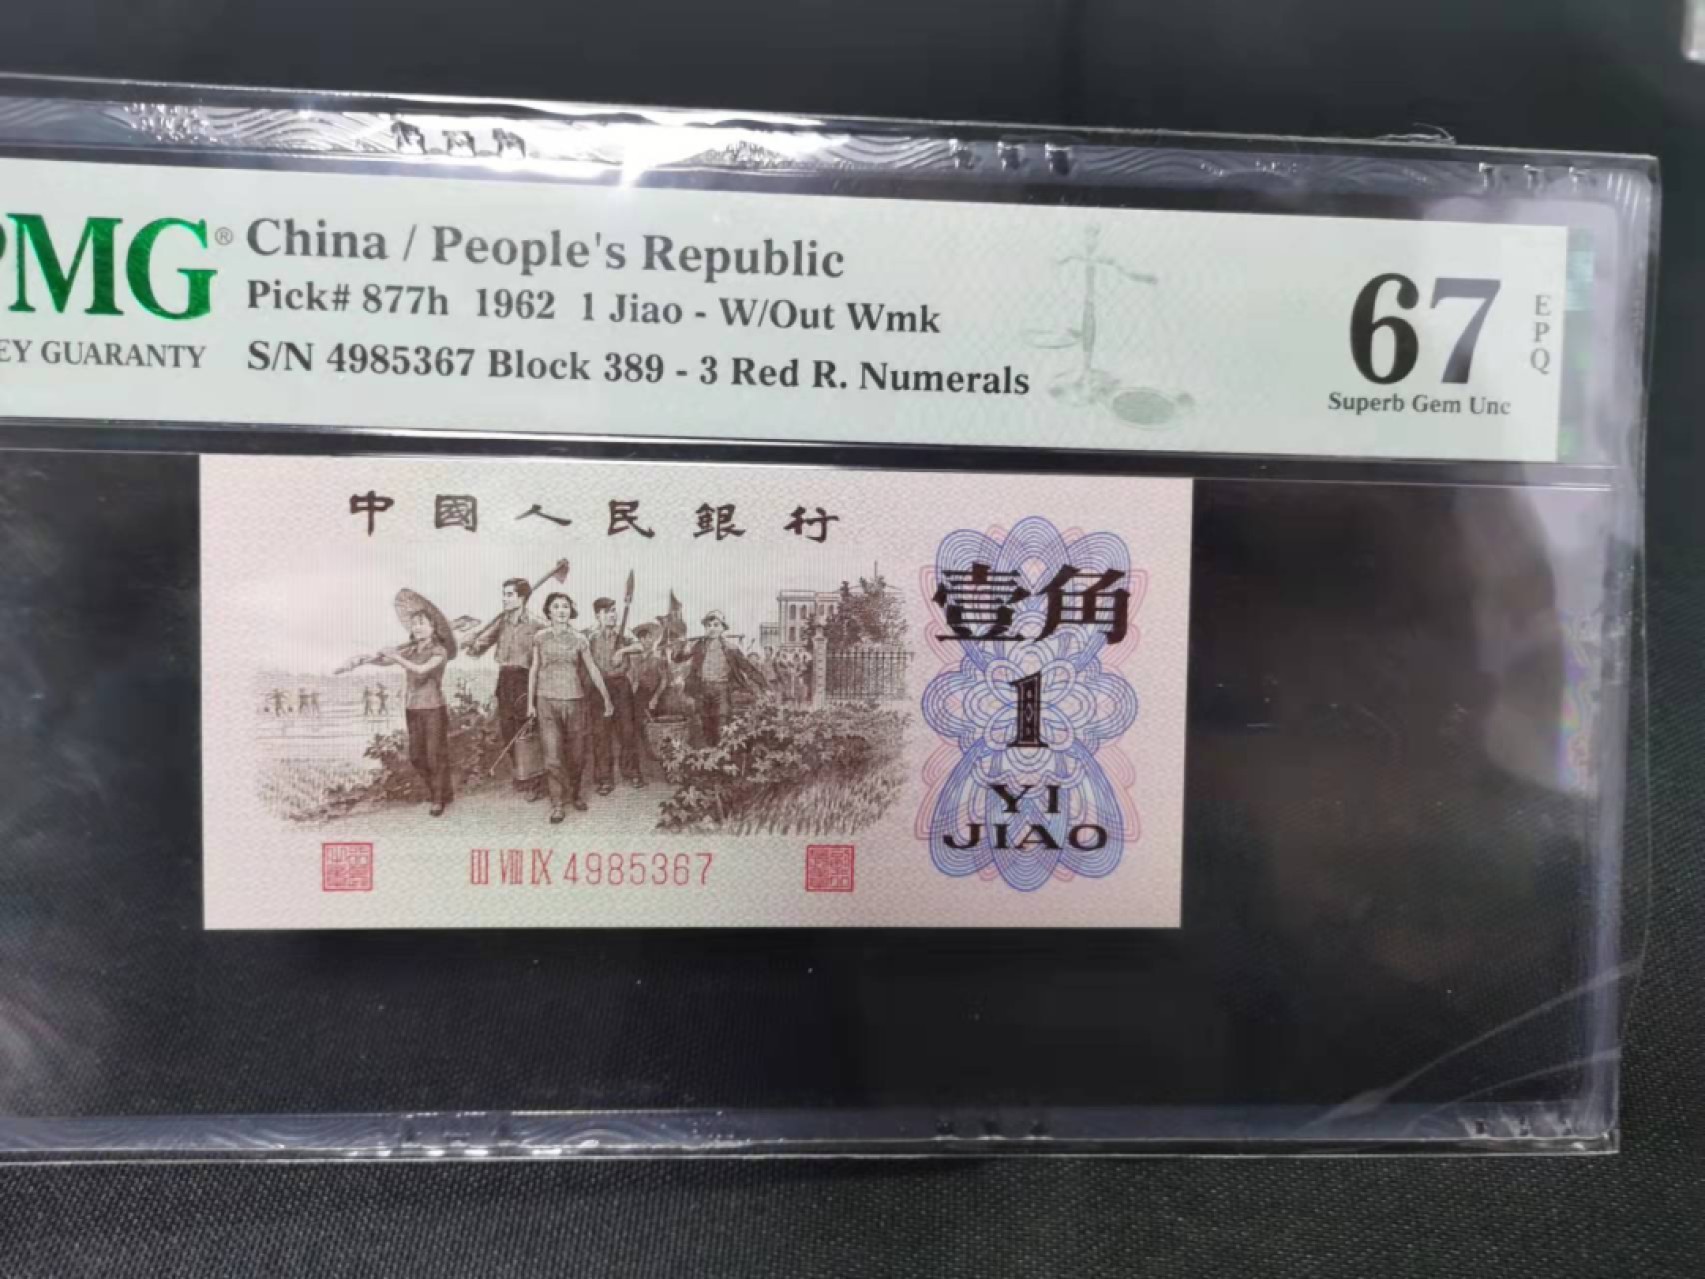 PMG®
China / People's Republic
Pick# 877h 1962 1 Jiao - W/Out Wmk
EY GUARANTY
S/N 4985367 Block 389 - 3 Red R. Numerals
67
EPQ
Superb Gem Unc
中國人民銀行
壹角
1
YI
JIAO
III VIII IX 4985367